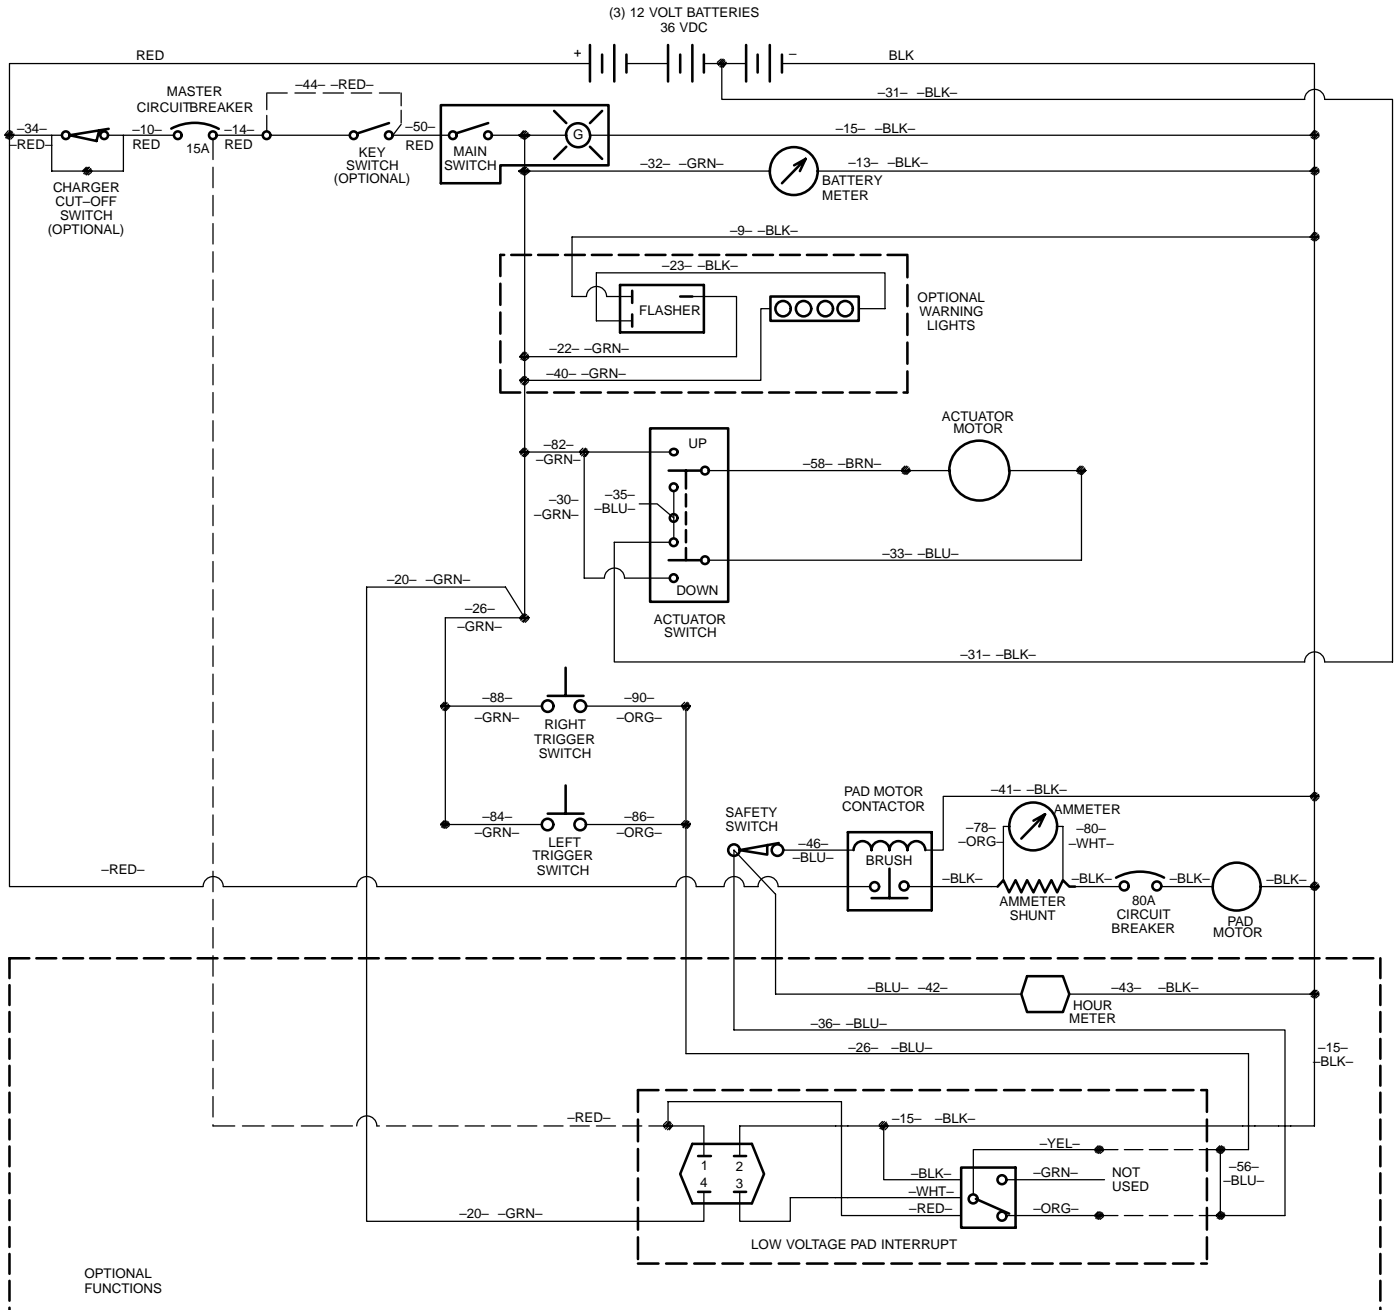 (3) 12 VOLT BATTERIES
36 VDC
RED
+
–
BLK
–44– –RED–
–31– –BLK–
MASTER
CIRCUITBREAKER
–34–
–RED–
–10–
RED
15A
–14–
RED
KEY
SWITCH
(OPTIONAL)
–50–
RED
MAIN
SWITCH
G
–15– –BLK–
–32– –GRN–
–13– –BLK–
BATTERY
METER
CHARGER
CUT–OFF
SWITCH
(OPTIONAL)
–9– –BLK–
–23– –BLK–
FLASHER
OPTIONAL
WARNING
LIGHTS
–22– –GRN–
–40– –GRN–
ACTUATOR
MOTOR
–82–
–GRN–
UP
–58– –BRN–
–30–
–GRN–
–35–
–BLU–
–33– –BLU–
DOWN
ACTUATOR
SWITCH
–20– –GRN–
–26–
–GRN–
–31– –BLK–
–88–
–GRN–
–90–
–ORG–
RIGHT
TRIGGER
SWITCH
–84–
–GRN–
–86–
–ORG–
LEFT
TRIGGER
SWITCH
SAFETY
SWITCH
PAD MOTOR
CONTACTOR
–41– –BLK–
AMMETER
–78–
–ORG–
–80–
–WHT–
–46–
–BLU–
BRUSH
–RED–
–BLK–
AMMETER
SHUNT
–BLK–
80A
CIRCUIT
BREAKER
–BLK–
PAD
MOTOR
–BLK–
–BLU– –42–
–43– –BLK–
HOUR
METER
–36– –BLU–
–26– –BLU–
–15–
–BLK–
–RED–
–15– –BLK–
–YEL–
1 2
4 3
–BLK–
–GRN–
NOT
USED
–56–
–BLU–
–WHT–
–RED–
–ORG–
–20– –GRN–
LOW VOLTAGE PAD INTERRUPT
OPTIONAL
FUNCTIONS